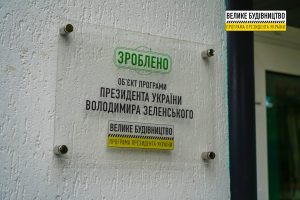 ВЕЛИКЕ БУДІВНИЦТВО
ПРОГРАМА ПРЕЗИДЕНТА УКРАЇНИ
ЗРОБЛЕНО
ОБ'ЄКТ ПРОГРАМИ
ПРЕЗИДЕНТА УКРАЇНИ
ВОЛОДИМИРА ЗЕЛЕНСЬКОГО
ВЕЛИКЕ БУДІВНИЦТВО
ПРОГРАМА ПРЕЗИДЕНТА УКРАЇНИ